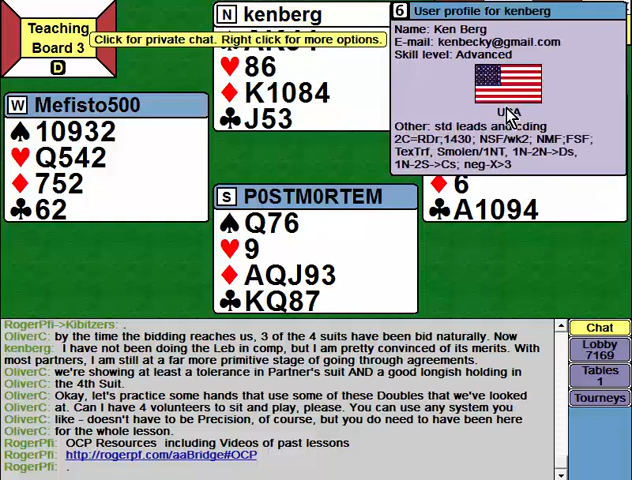 Teaching
Board 3
D
N kenberg
Click for private chat. Right click for more options.
♥ 86
♦ K1084
♣ J53
6 User profile for kenberg
Name: Ken Berg
E-mail: kenbecky@gmail.com
Skill level: Advanced
Other: std leads and
2C=RDr;1430; NSF/wk2; NMF;FSF;
TexTrf, Smolen/1NT, 1N-2N->Ds,
1N-2S->Cs; neg-X>3
W Mefisto500
♠ 10932
♥ Q542
♦ 752
♣ 62
♦ 6
♣ A1094
S P0STM0RTEM
♠ Q76
♥ 9
♦ AQJ93
♣ KQ87
RogerPfi->Kibitzers: .
OliverC: by the time the bidding reaches us, 3 of the 4 suits have been bid naturally. Now
kenberg: I have not been doing the Leb in comp, but I am pretty convinced of its merits. With
most partners, I am still at a far more primitive stage of going through agreements.
OliverC: we're showing at least a tolerance in Partner's suit AND a good longish holding in
the 4th Suit.
OliverC: Okay, let's practice some hands that use some of these Doubles that we've looked
at. Can I have 4 volunteers to sit and play, please. You can use any system you
like - doesn't have to be Precision, of course, but you do need to have been here
for the whole lesson.
RogerPfi: OCP Resources including Videos of past lessons
RogerPfi: http://rogerpf.com/aaBridge#OCP
RogerPfi: .
Chat
Lobby
7169
Tables
1
Tourneys